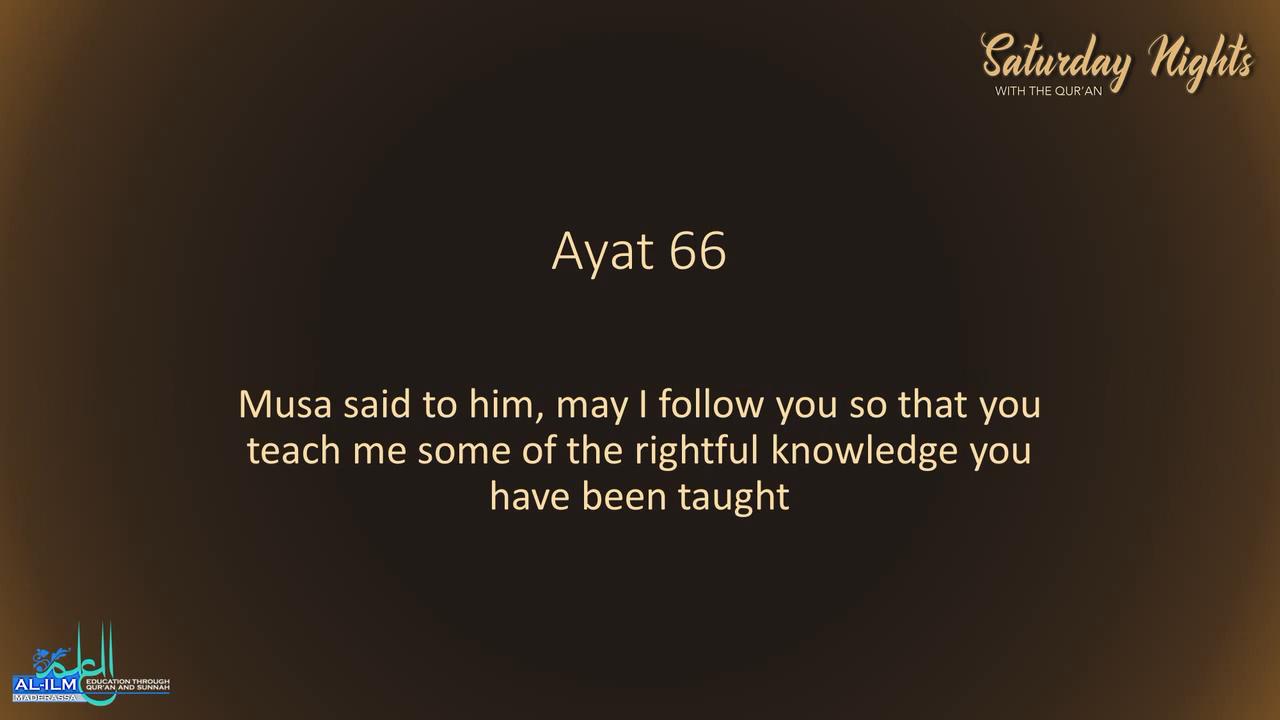 Saturday Nights
WITH THE QUR'AN
Ayat 66
Musa said to him, may I follow you so that you
teach me some of the rightful knowledge you
have been taught
العلم
AL-ILM
MADERASSA
EDUCATION THROUGH
QUR'AN AND SUNNAH